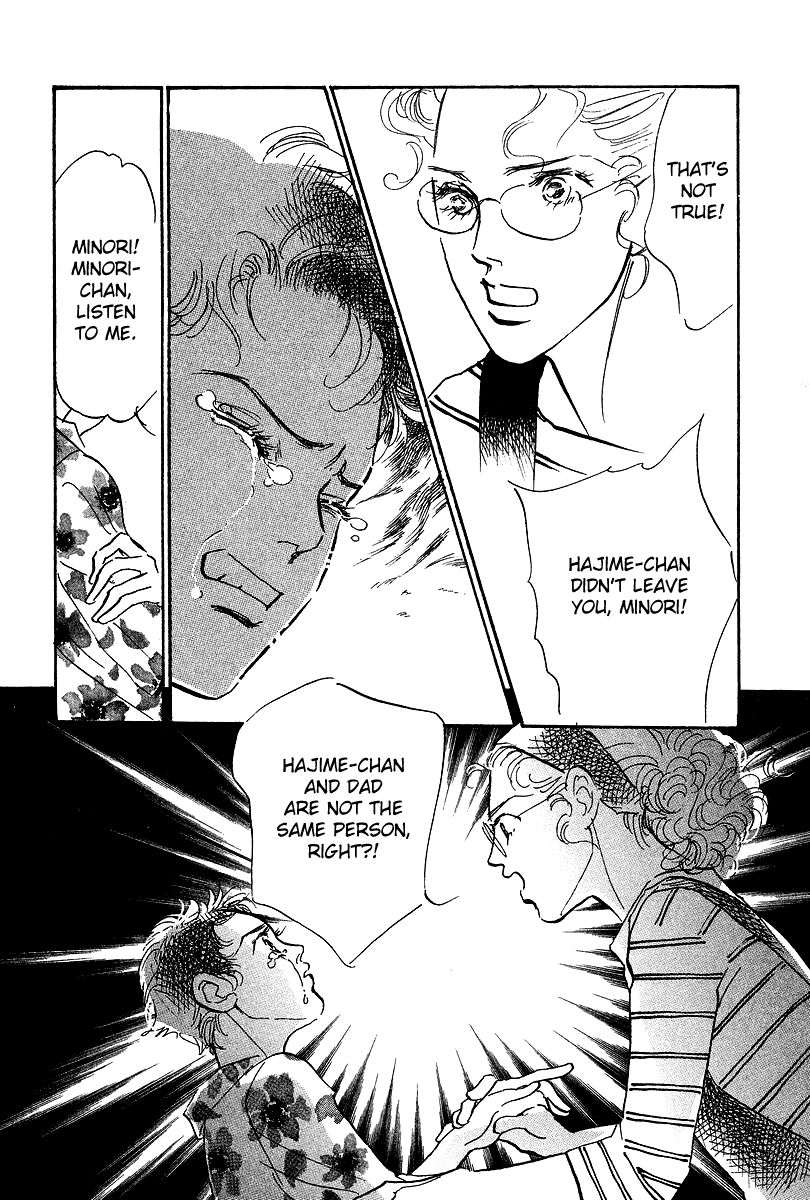 THAT'S
NOT
TRUE!
HAJIME-CHAN
DIDN'T LEAVE
YOU, MINORI!
MINORI!
MINORI-
CHAN,
LISTEN
TO ME.
HAJIME-CHAN
AND DAD
ARE NOT THE
SAME PERSON,
RIGHT?!